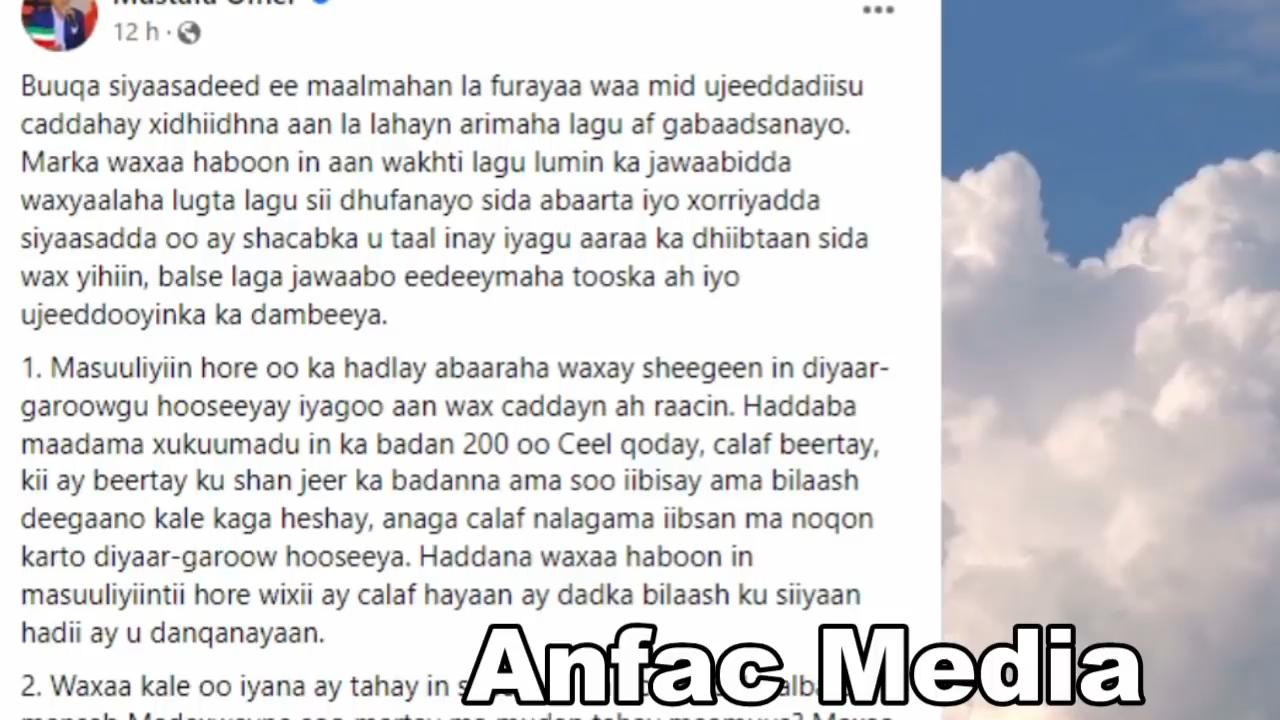 Mustafa Omer
12 h ·
Buuqa siyaasadeed ee maalmahan la furayaa waa mid ujeeddadiisu
caddahay xidhiidhna aan la lahayn arimaha lagu af gabaadsanayo.
Marka waxaa haboon in aan wakhti lagu lumin ka jawaabidda
waxyaalaha lugta lagu sii dhufanayo sida abaarta iyo xorriyadda
siyaasadda oo ay shacabka u taal inay iyagu aaraa ka dhiibtaan sida
wax yihiin, balse laga jawaabo eedeeymaha tooska ah iyo
ujeeddooyinka ka dambeeya.
1. Masuuliyiin hore oo ka hadlay abaaraha waxay sheegeen in diyaar-
garoowgu hooseeyay iyagoo aan wax caddayn ah raacin. Haddaba
maadama xukuumadu in ka badan 200 oo Ceel qoday, calaf beertay,
kii ay beertay ku shan jeer ka badanna ama soo iibisay ama bilaash
deegaano kale kaga heshay, anaga calaf nalagama iibsan ma noqon
karto diyaar-garoow hooseeya. Haddana waxaa haboon in
masuuliyiintii hore wixii ay calaf hayaan ay dadka bilaash ku siiyaan
hadii ay u danqanayaan.
2. Waxaa kale oo iyana ay tahay in
Anfac Media